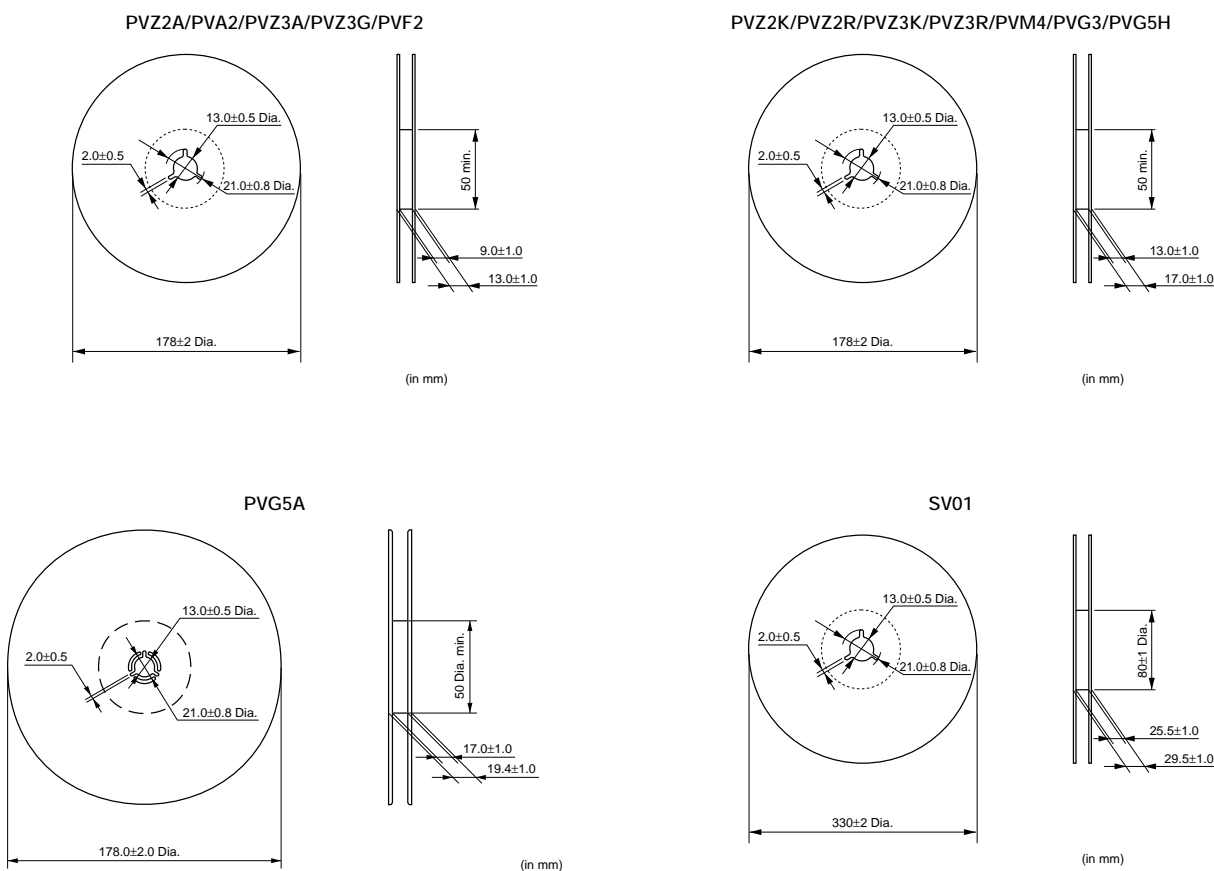 PVZ2A/PVA2/PVZ3A/PVZ3G/PVF2
13.0±0.5 Dia.
2.0±0.5
21.0±0.8 Dia.
50 min.
9.0±1.0
13.0±1.0
178±2 Dia.
(in mm)
PVZ2K/PVZ2R/PVZ3K/PVZ3R/PVM4/PVG3/PVG5H
13.0±0.5 Dia.
2.0±0.5
21.0±0.8 Dia.
50 min.
13.0±1.0
17.0±1.0
178±2 Dia.
(in mm)
PVG5A
13.0±0.5 Dia.
2.0±0.5
21.0±0.8 Dia.
50 Dia. min.
17.0±1.0
19.4±1.0
178.0±2.0 Dia.
(in mm)
SV01
13.0±0.5 Dia.
2.0±0.5
21.0±0.8 Dia.
80±1 Dia.
25.5±1.0
29.5±1.0
330±2 Dia.
(in mm)